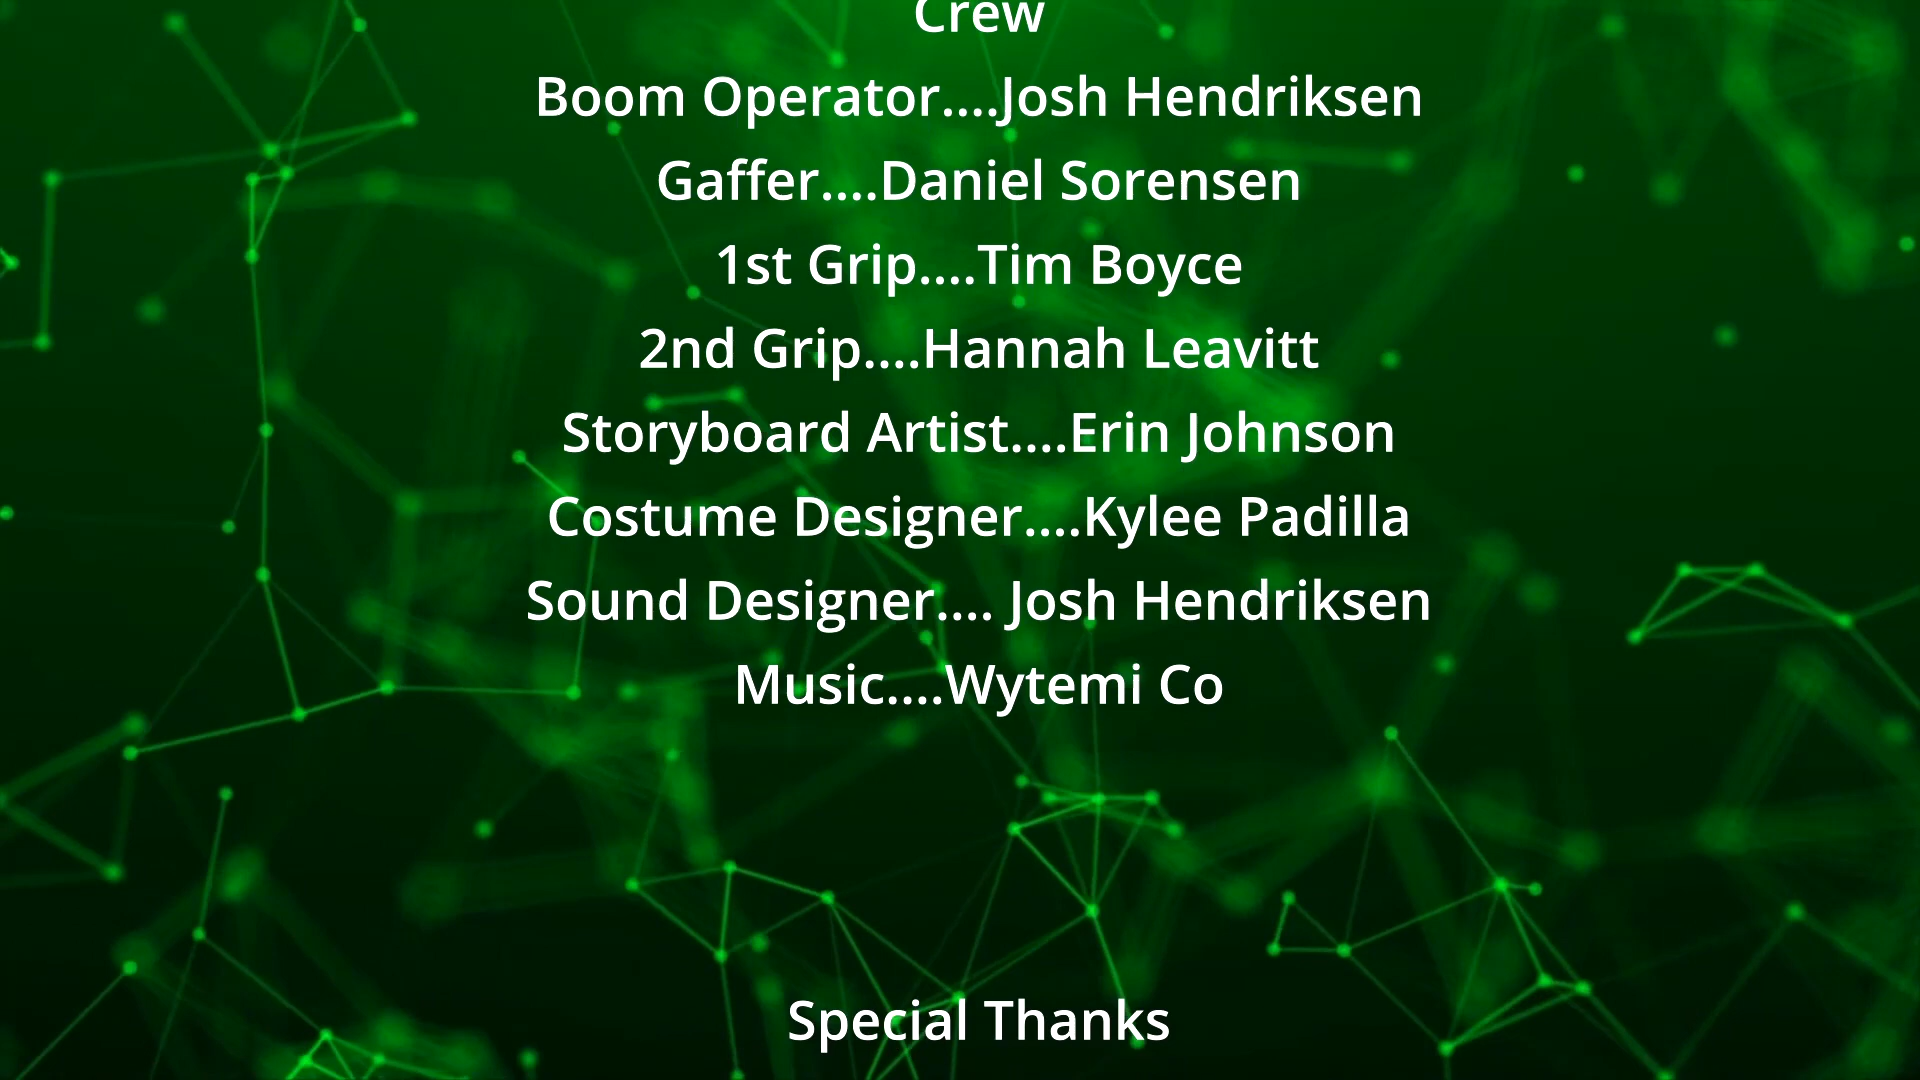 Crew
Boom Operator....Josh Hendriksen
Gaffer....Daniel Sorensen
1st Grip....Tim Boyce
2nd Grip....Hannah Leavitt
Storyboard Artist....Erin Johnson
Costume Designer....Kylee Padilla
Sound Designer.... Josh Hendriksen
Music....Wytemi Co
Special Thanks